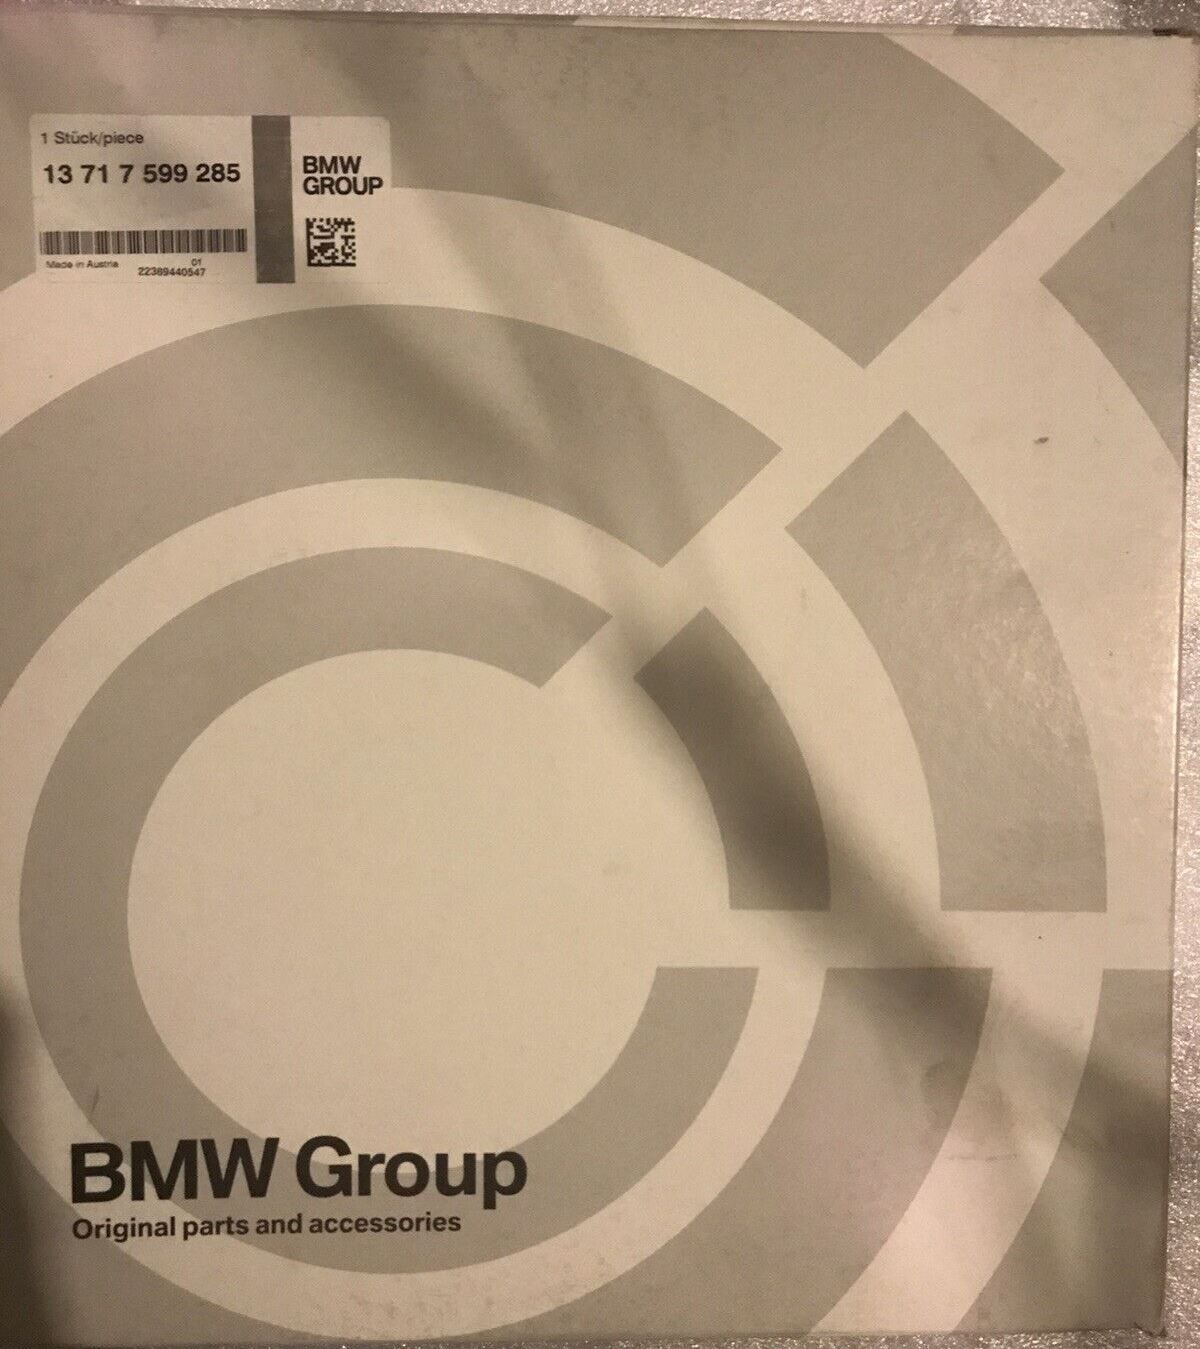 1 Stück/piece
13 71 7 599 285
BMW
GROUP
Made in Austria
01
22389440547
BMW Group
Original parts and accessories